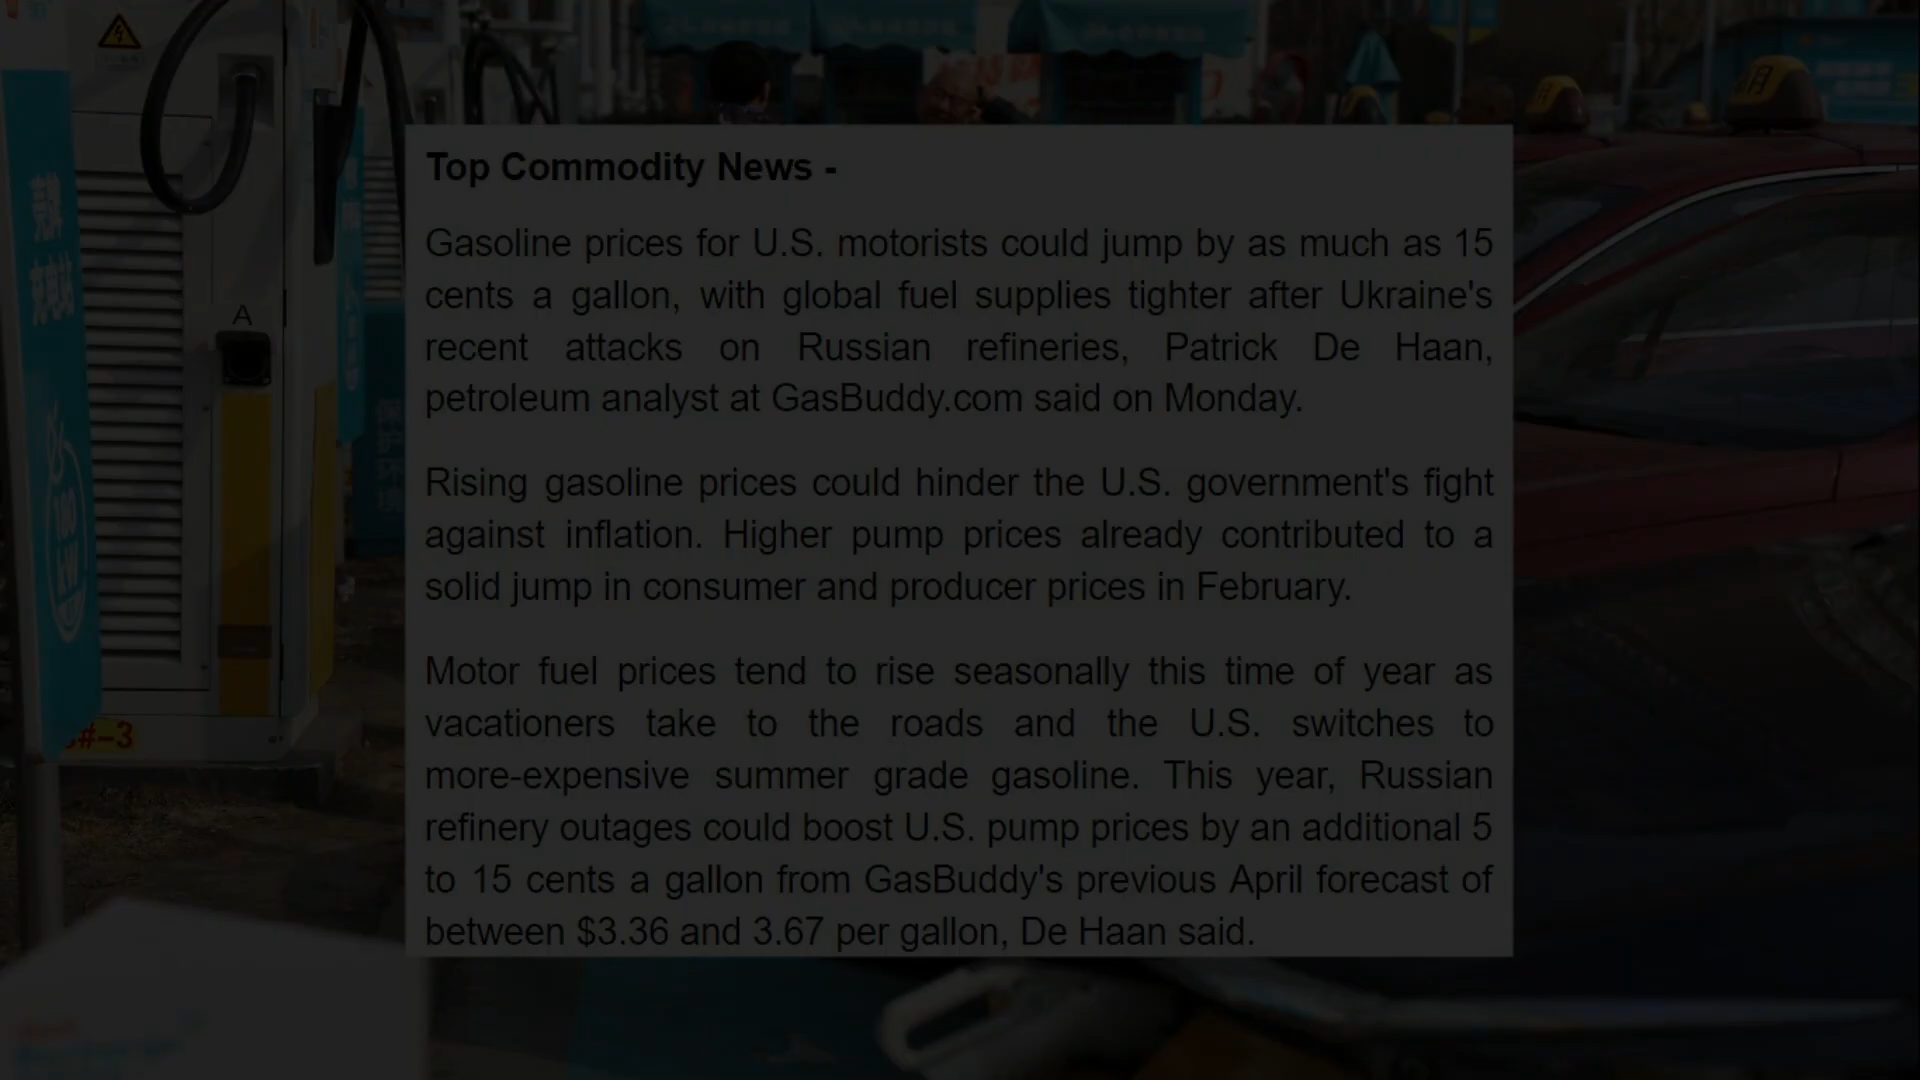 Top Commodity News -
Gasoline prices for U.S. motorists could jump by as much as 15
cents a gallon, with global fuel supplies tighter after Ukraine's
recent attacks on Russian refineries, Patrick De Haan,
petroleum analyst at GasBuddy.com said on Monday.
Rising gasoline prices could hinder the U.S. government's fight
against inflation. Higher pump prices already contributed to a
solid jump in consumer and producer prices in February.
Motor fuel prices tend to rise seasonally this time of year as
vacationers take to the roads and the U.S. switches to
more-expensive summer grade gasoline. This year, Russian
refinery outages could boost U.S. pump prices by an additional 5
to 15 cents a gallon from GasBuddy's previous April forecast of
between $3.36 and 3.67 per gallon, De Haan said.
A
#-3
充电站
100
kW